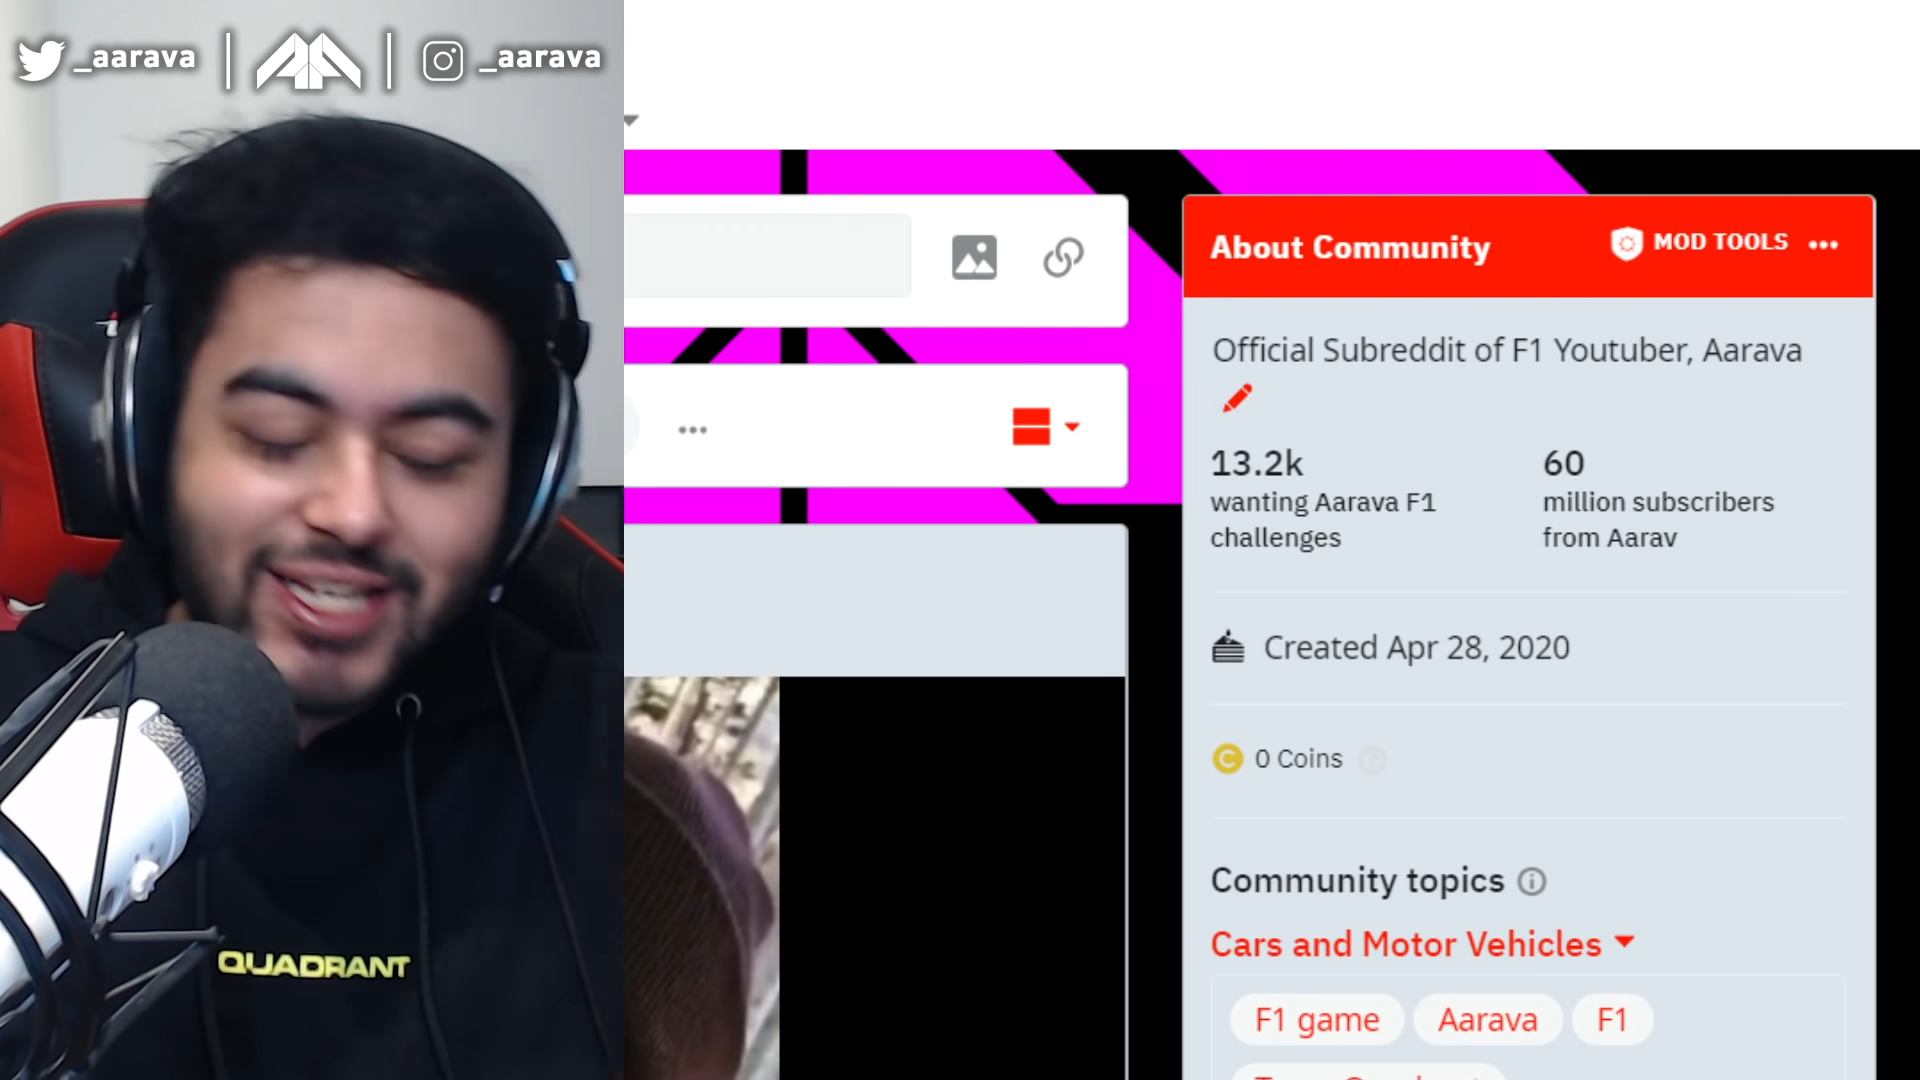 _aarava
_aarava
About Community
MOD TOOLS
Official Subreddit of F1 Youtuber, Aarava
13.2k
wanting Aarava F1
challenges
60
million subscribers
from Aarav
Created Apr 28, 2020
C
0 Coins
Community topics
Cars and Motor Vehicles
F1 game
Aarava
F1
QUADRANT